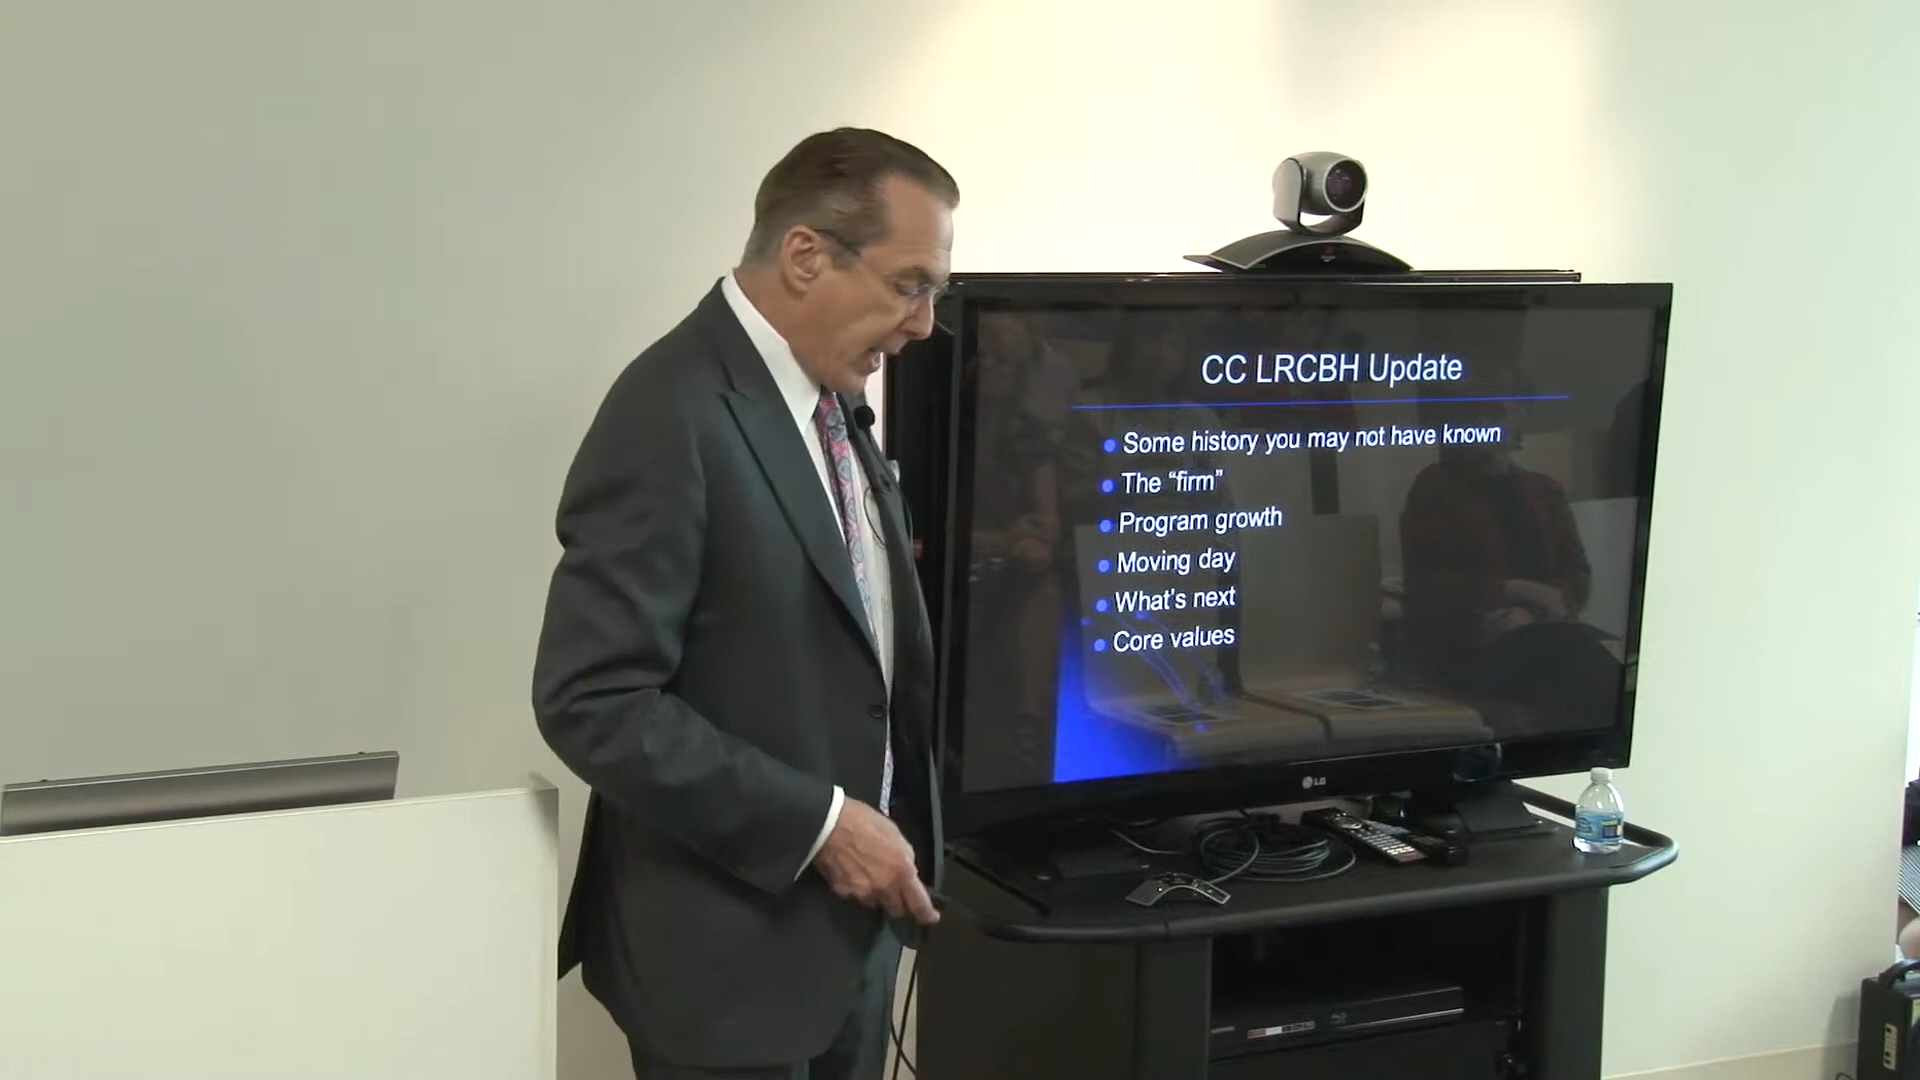 CC LRCBH Update
Some history you may not have known
The “firm”
Program growth
Moving day
What's next
Core values
LG